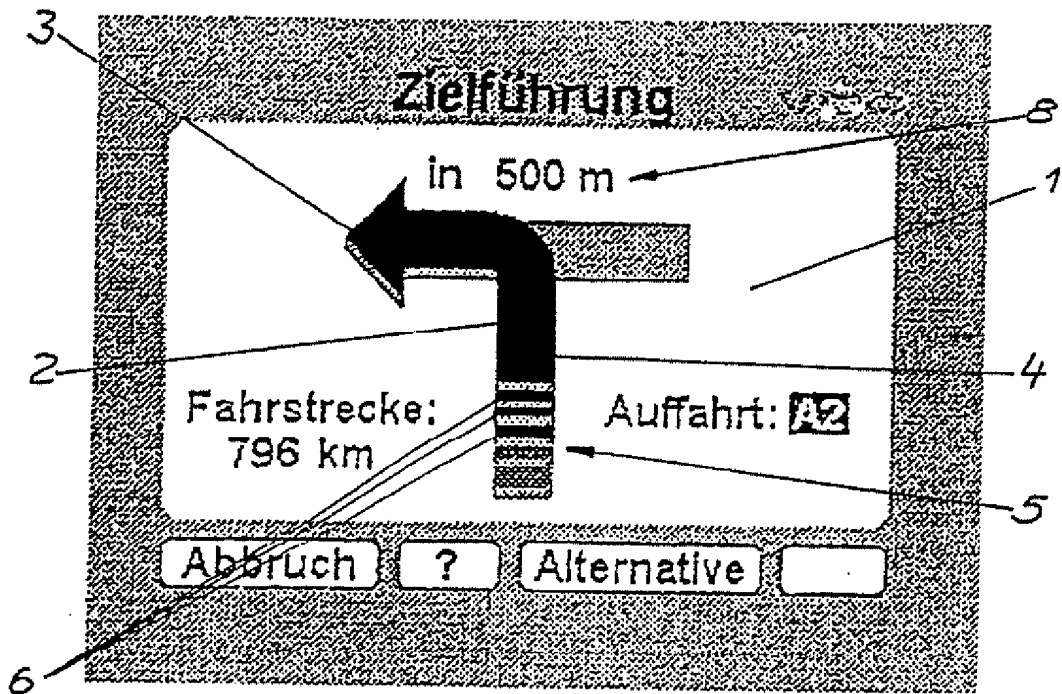 3
Zielführung
8
in 500 m
1
2
4
Fahrstrecke:
796 km
Auffahrt: A2
5
Abbruch
?
Alternative
6